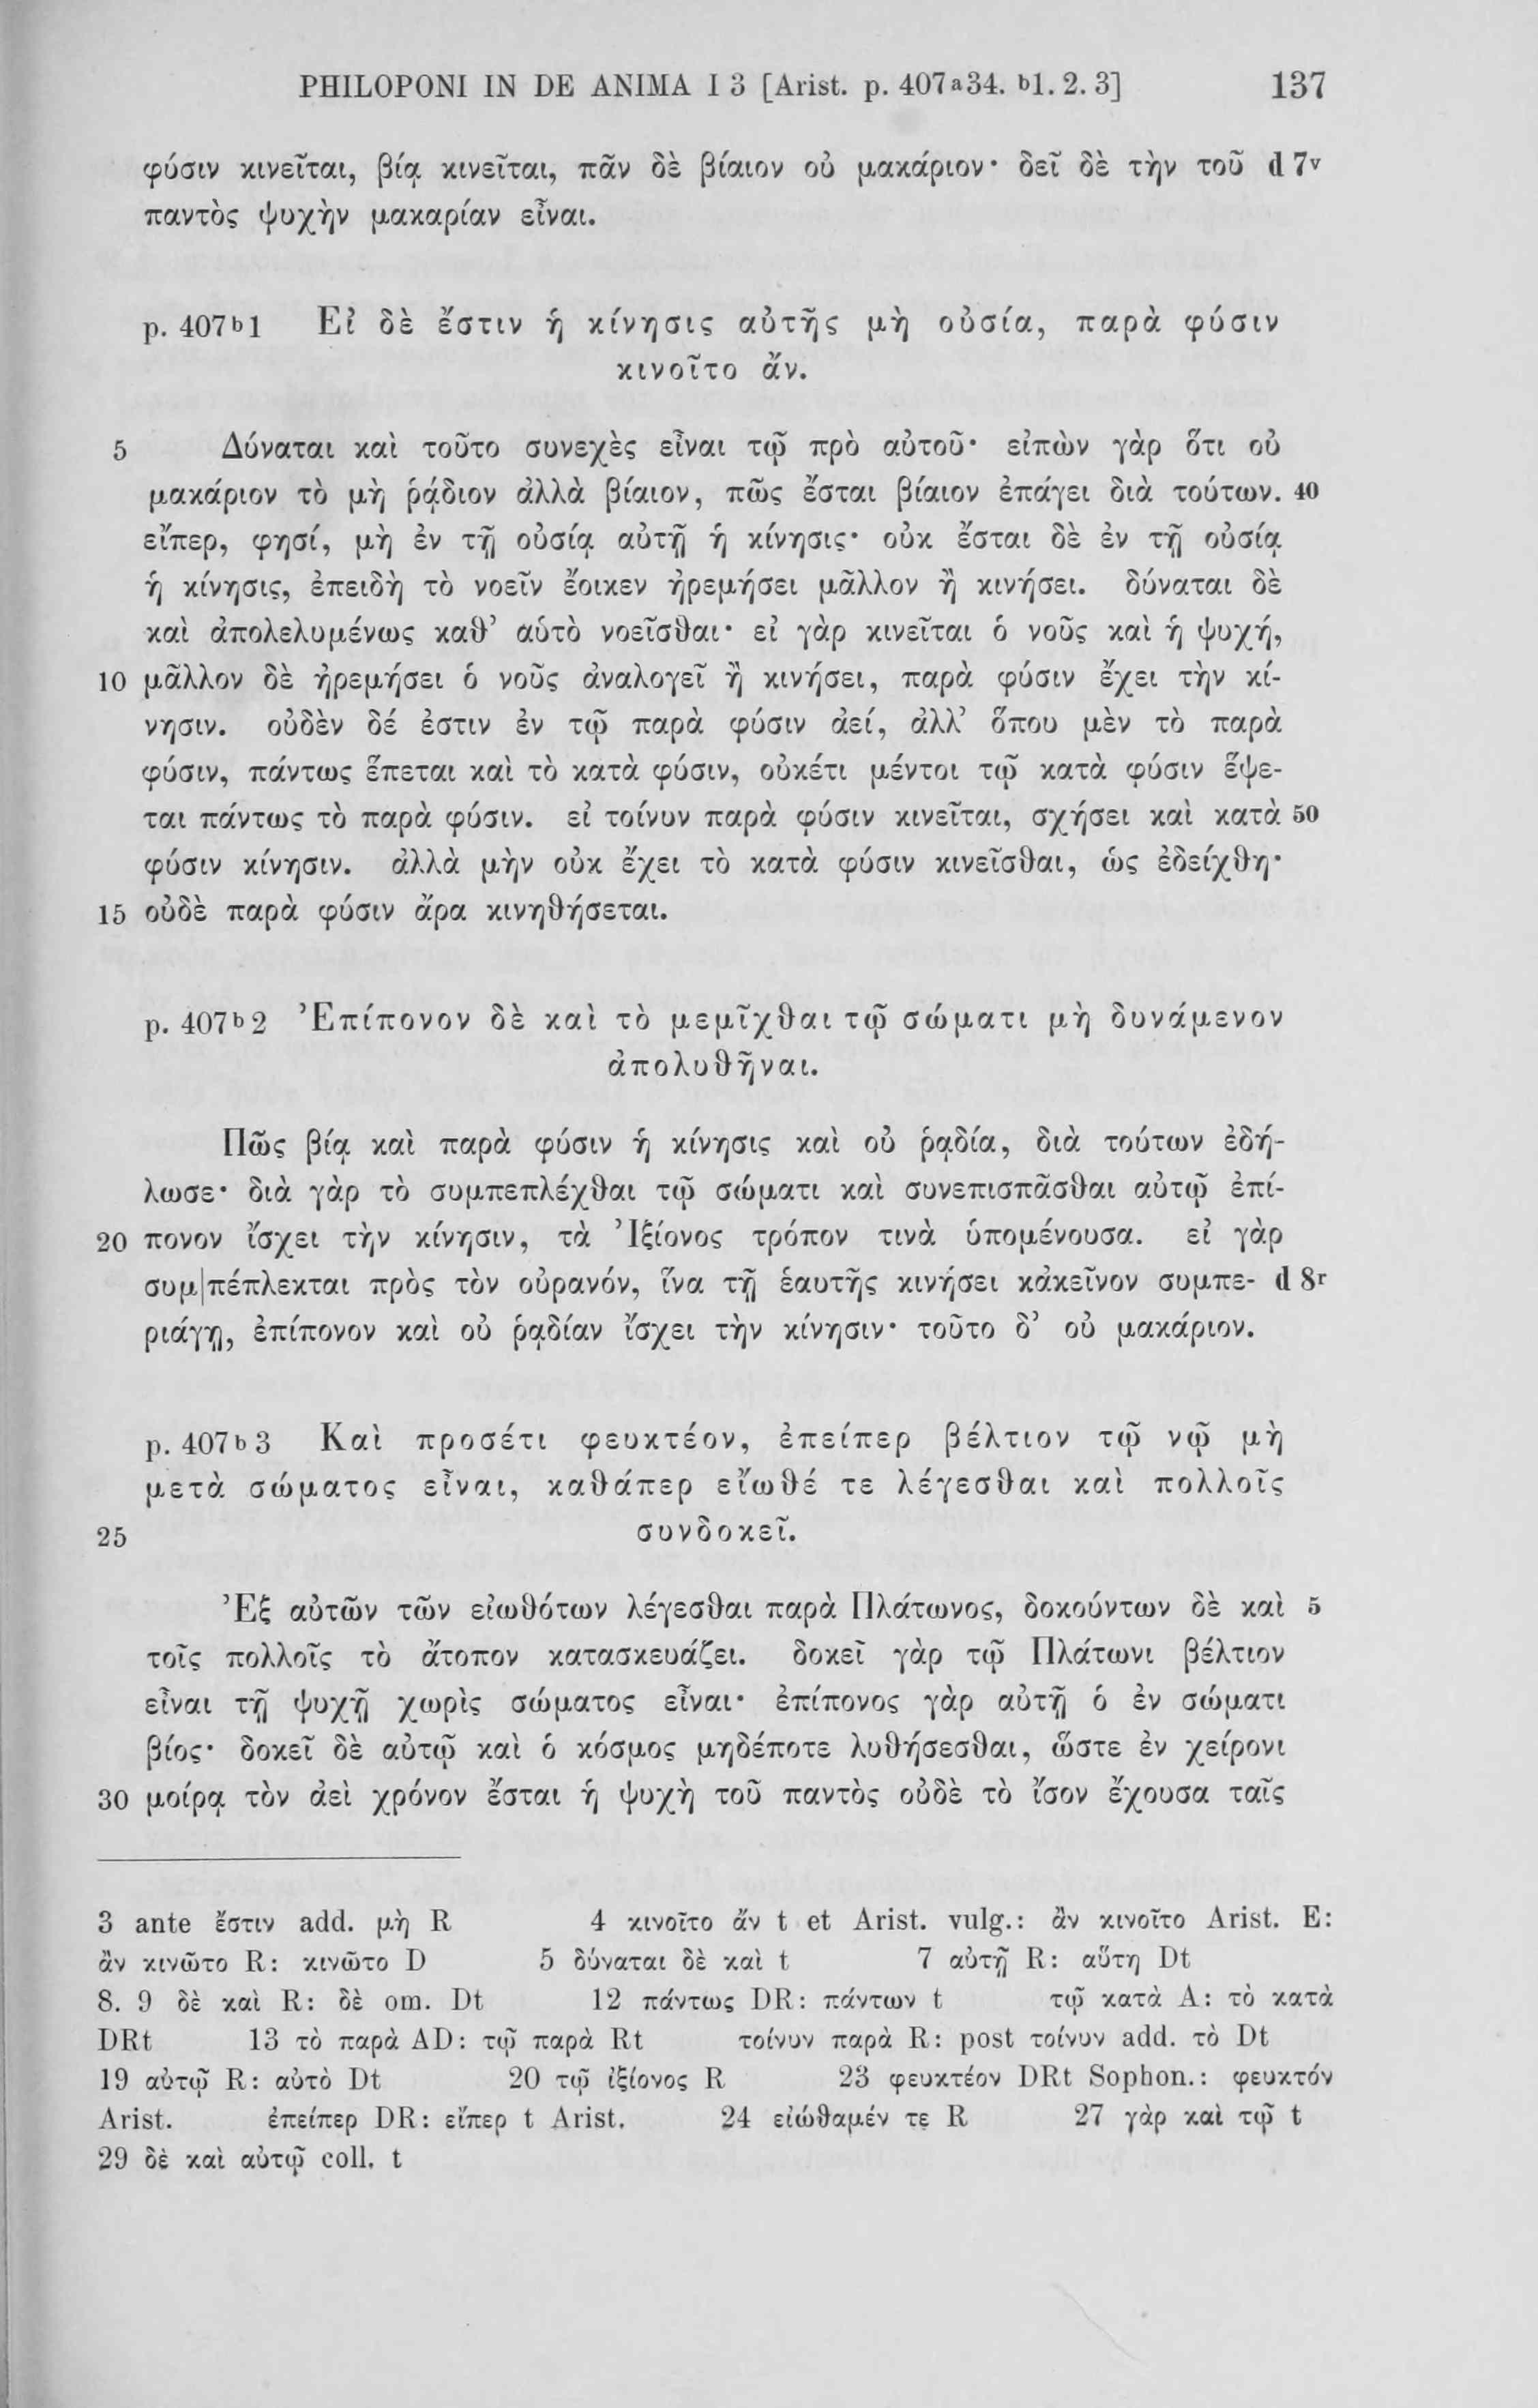 PHILOPONI IN DE ANIMA I 3 [Arist. p. 407a34. b1. 2. 3] 137
φύσιν κινεῖται, βίᾳ κινεῖται, πᾶν δὲ βίαιον οὐ μακάριον· δεῖ δὲ τὴν τοῦ d 7v
παντὸς ψυχὴν μακαρίαν εἶναι.
p. 407b1 Εἰ δὲ ἔστιν ἡ κίνησις αὐτῆς μὴ οὐσία, παρὰ φύσιν
κινοῖτο ἄν.
5 Δύναται καὶ τοῦτο συνεχὲς εἶναι τῷ πρὸ αὐτοῦ· εἰπὼν γὰρ ὅτι οὐ
μακάριον τὸ μὴ ῥᾴδιον ἀλλὰ βίαιον, πῶς ἔσται βίαιον ἐπάγει διὰ τούτων. 40
εἴπερ, φησί, μὴ ἐν τῇ οὐσίᾳ αὐτῇ ἡ κίνησις· οὐκ ἔσται δὲ ἐν τῇ οὐσίᾳ
ἡ κίνησις, ἐπειδὴ τὸ νοεῖν ἔοικεν ἠρεμήσει μᾶλλον ἢ κινήσει. δύναται δὲ
καὶ ἀπολελυμένως καθ’ αὑτὸ νοεῖσθαι· εἰ γὰρ κινεῖται ὁ νοῦς καὶ ἡ ψυχή,
10 μᾶλλον δὲ ἠρεμήσει ὁ νοῦς ἀναλογεῖ ἢ κινήσει, παρὰ φύσιν ἔχει τὴν κί-
νησιν. οὐδὲν δέ ἐστιν ἐν τῷ παρὰ φύσιν ἀεί, ἀλλ’ ὅπου μὲν τὸ παρὰ
φύσιν, πάντως ἕπεται καὶ τὸ κατὰ φύσιν, οὐκέτι μέντοι τῷ κατὰ φύσιν ἕψε-
ται πάντως τὸ παρὰ φύσιν. εἰ τοίνυν παρὰ φύσιν κινεῖται, σχήσει καὶ κατὰ 50
φύσιν κίνησιν. ἀλλὰ μὴν οὐκ ἔχει τὸ κατὰ φύσιν κινεῖσθαι, ὡς ἐδείχθη·
15 οὐδὲ παρὰ φύσιν ἄρα κινηθήσεται.
p. 407b2 Ἐπίπονον δὲ καὶ τὸ μεμῖχθαι τῷ σώματι μὴ δυνάμενον
ἀπολυθῆναι.
Πῶς βίᾳ καὶ παρὰ φύσιν ἡ κίνησις καὶ οὐ ῥᾳδία, διὰ τούτων ἐδή-
λωσε· διὰ γὰρ τὸ συμπεπλέχθαι τῷ σώματι καὶ συνεπισπᾶσθαι αὐτῷ ἐπί-
20 πονον ἴσχει τὴν κίνησιν, τὰ Ἰξίονος τρόπον τινὰ ὑπομένουσα. εἰ γὰρ
συμ|πέπλεκται πρὸς τὸν οὐρανόν, ἵνα τῇ ἑαυτῆς κινήσει κἀκεῖνον συμπε- d 8r
ριάγῃ, ἐπίπονον καὶ οὐ ῥᾳδίαν ἴσχει τὴν κίνησιν· τοῦτο δ’ οὐ μακάριον.
p. 407b3 Καὶ προσέτι φευκτέον, ἐπείπερ βέλτιον τῷ νῷ μὴ
μετὰ σώματος εἶναι, καθάπερ εἴωθέ τε λέγεσθαι καὶ πολλοῖς
25 συνδοκεῖ.
Ἐξ αὐτῶν τῶν εἰωθότων λέγεσθαι παρὰ Πλάτωνος, δοκούντων δὲ καὶ 5
τοῖς πολλοῖς τὸ ἄτοπον κατασκευάζει. δοκεῖ γὰρ τῷ Πλάτωνι βέλτιον
εἶναι τῇ ψυχῇ χωρὶς σώματος εἶναι· ἐπίπονος γὰρ αὐτῇ ὁ ἐν σώματι
βίος· δοκεῖ δὲ αὐτῷ καὶ ὁ κόσμος μηδέποτε λυθήσεσθαι, ὥστε ἐν χείρονι
30 μοίρᾳ τὸν ἀεὶ χρόνον ἔσται ἡ ψυχὴ τοῦ παντὸς οὐδὲ τὸ ἴσον ἔχουσα ταῖς
3 ante ἔστιν add. μὴ R 4 κινοῖτο ἄν t et Arist. vulg.: ἂν κινοῖτο Arist. E:
ἂν κινῶτο R: κινῶτο D 5 δύναται δὲ καὶ t 7 αὐτῇ R: αὕτη Dt
8. 9 δὲ καὶ R: δὲ om. Dt 12 πάντως DR: πάντων t τῷ κατὰ A: τὸ κατὰ
DRt 13 τὸ παρὰ AD: τῷ παρὰ Rt τοίνυν παρὰ R: post τοίνυν add. τὸ Dt
19 αὐτῷ R: αὐτὸ Dt 20 τῷ ἰξίονος R 23 φευκτέον DRt Sophon.: φευκτόν
Arist. ἐπείπερ DR: εἴπερ t Arist. 24 εἰώθαμέν τε R 27 γὰρ καὶ τῷ t
29 δὲ καὶ αὐτῷ coll. t